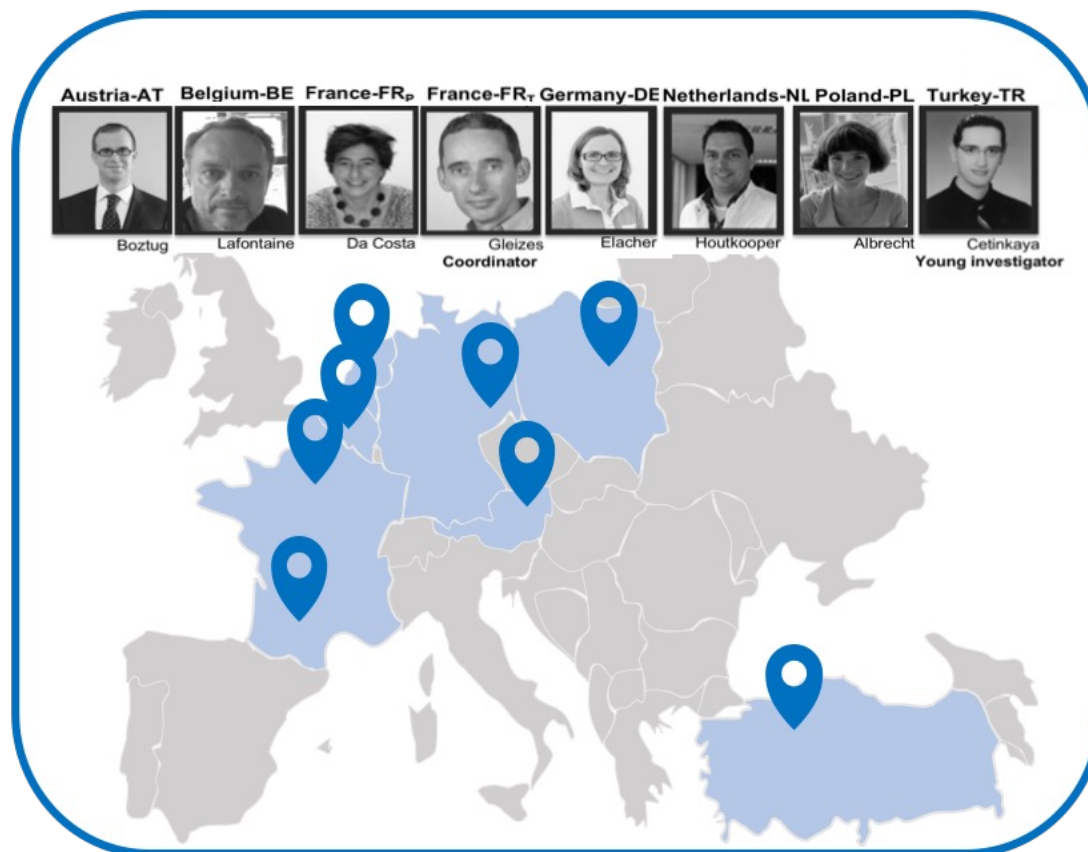 Austria-AT Belgium-BE France-FRP France-FRT Germany-DE Netherlands-NL Poland-PL Turkey-TR
Boztug Lafontaine Da Costa Gleizes Elacher Houtkooper Albrecht Cetinkaya
Coordinator Young investigator